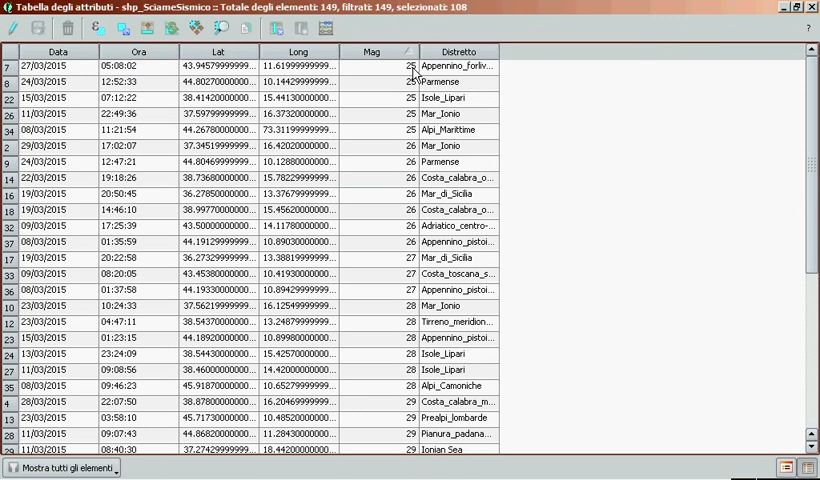 Tabella degli attributi - shp_SciameSismico :: Totale degli elementi: 149, filtrati: 149, selezionati: 108
?
Data Ora Lat Long Mag Distretto
7 27/03/2015 05:08:02 43.94579999999... 11.61999999999... 25 Appennino_forliv...
8 24/03/2015 12:52:33 44.80270000000... 10.14429999999... 25 Parmense
22 15/03/2015 07:12:22 38.41420000000... 15.44130000000... 25 Isole_Lipari
26 11/03/2015 22:49:36 37.59799999999... 16.37320000000... 25 Mar_Ionio
34 08/03/2015 11:21:54 44.26780000000... 73.31199999999... 25 Alpi_Marittime
2 29/03/2015 17:02:07 37.34519999999... 16.42020000000... 26 Mar_Ionio
9 24/03/2015 12:47:21 44.80469999999... 10.12880000000... 26 Parmense
14 22/03/2015 19:18:26 38.73680000000... 15.78229999999... 26 Costa_calabra_o...
16 19/03/2015 20:50:45 36.27850000000... 13.37679999999... 26 Mar_di_Sicilia
18 19/03/2015 14:46:10 38.99770000000... 15.45620000000... 26 Costa_calabra_o...
32 09/03/2015 17:25:39 43.50000000000... 14.11780000000... 26 Adriatico_centro-...
37 08/03/2015 01:35:59 44.19129999999... 10.89030000000... 26 Appennino_pistoi...
17 19/03/2015 20:22:58 36.27329999999... 13.38819999999... 27 Mar_di_Sicilia
33 09/03/2015 08:20:05 43.45380000000... 10.41930000000... 27 Costa_toscana_s...
36 08/03/2015 01:37:58 44.19330000000... 10.89429999999... 27 Appennino_pistoi...
10 23/03/2015 10:24:33 37.56219999999... 16.12549999999... 28 Mar_Ionio
12 23/03/2015 04:47:11 38.54370000000... 13.24879999999... 28 Tirreno_meridion...
23 15/03/2015 01:23:15 44.18920000000... 10.89980000000... 28 Appennino_pistoi...
24 13/03/2015 23:24:09 38.54430000000... 15.42570000000... 28 Isole_Lipari
27 11/03/2015 09:08:56 38.46000000000... 14.42000000000... 28 Isole_Lipari
35 08/03/2015 09:46:23 45.91870000000... 10.65279999999... 28 Alpi_Camoniche
4 28/03/2015 22:07:50 38.87800000000... 16.20469999999... 29 Costa_calabra_m...
13 23/03/2015 03:58:10 45.71730000000... 10.48520000000... 29 Prealpi_lombarde
28 11/03/2015 09:07:43 44.86820000000... 11.28430000000... 29 Pianura_padana...
29 11/03/2015 08:40:30 37.27429999999... 18.44200000000... 29 Ionian Sea
Mostra tutti gli elementi